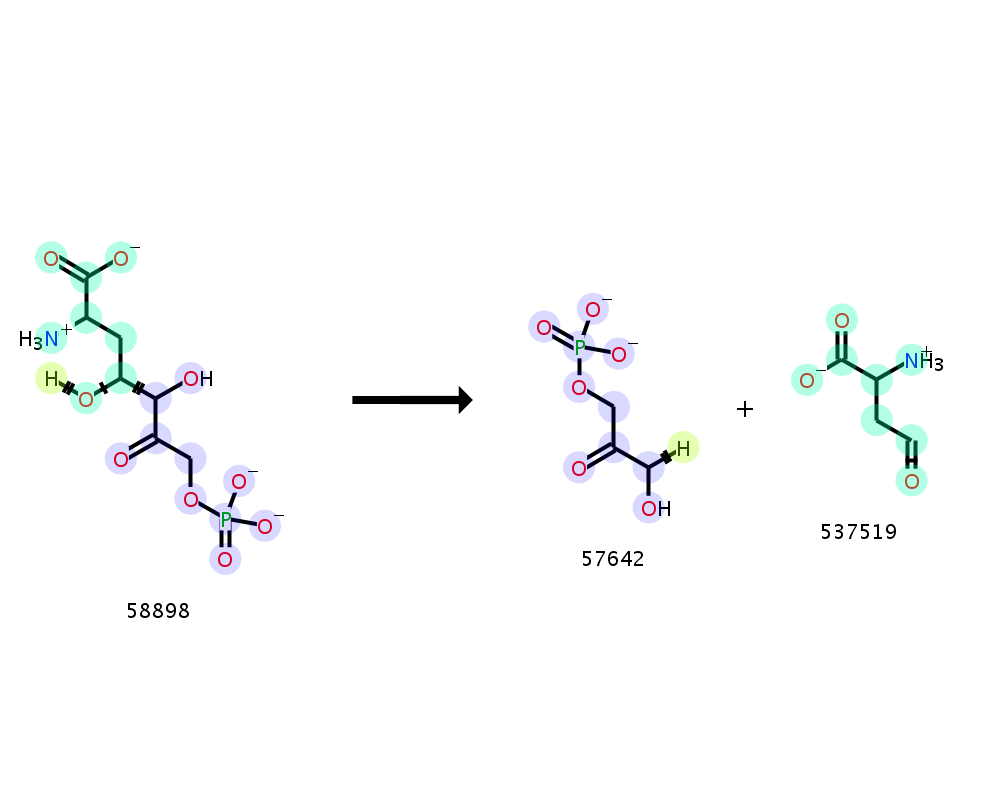 O O −
H3N +
H O OH
O
O O −
P O −
O
58898
O −
O P O −
O
O H
OH
57642
+
O
O − NH3 +
O
537519